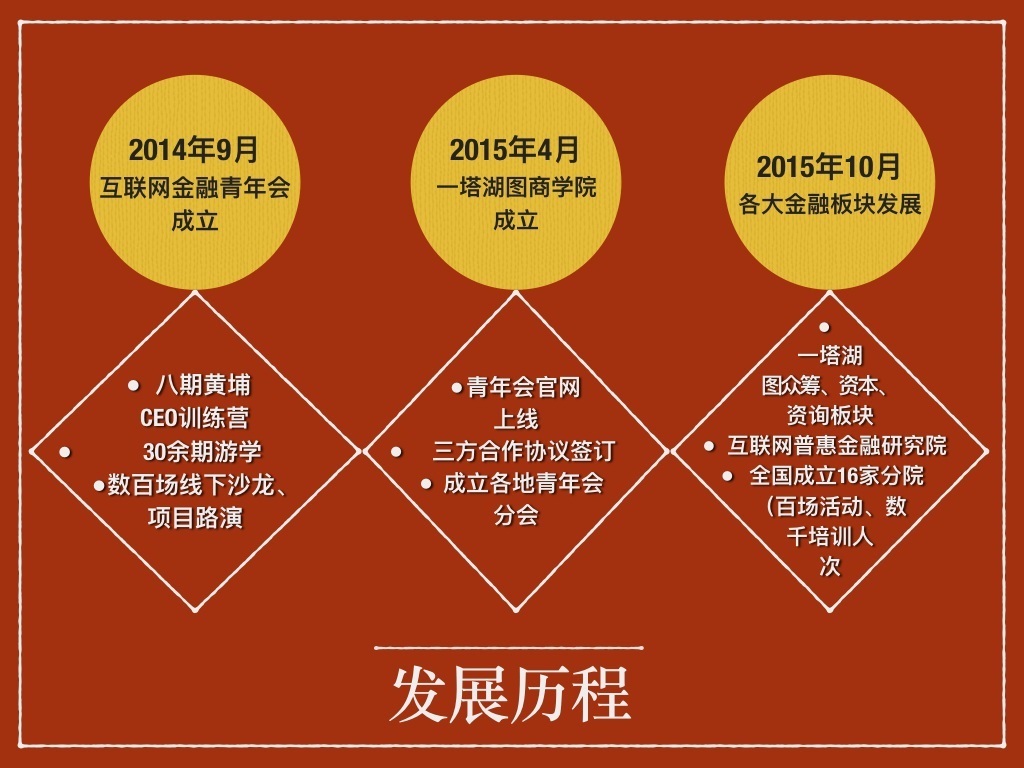 2014年9月
互联网金融青年会
成立
2015年4月
一塔湖图商学院
成立
2015年10月
各大金融板块发展
● 八期黄埔
CEO训练营
● 30余期游学
●数百场线下沙龙、
项目路演
●青年会官网
上线
● 三方合作协议签订
● 成立各地青年会
分会
●
一塔湖
图众筹、资本、
资询板块
● 互联网普惠金融研究院
● 全国成立16家分院
（百场活动、数
千培训人
次
发展历程